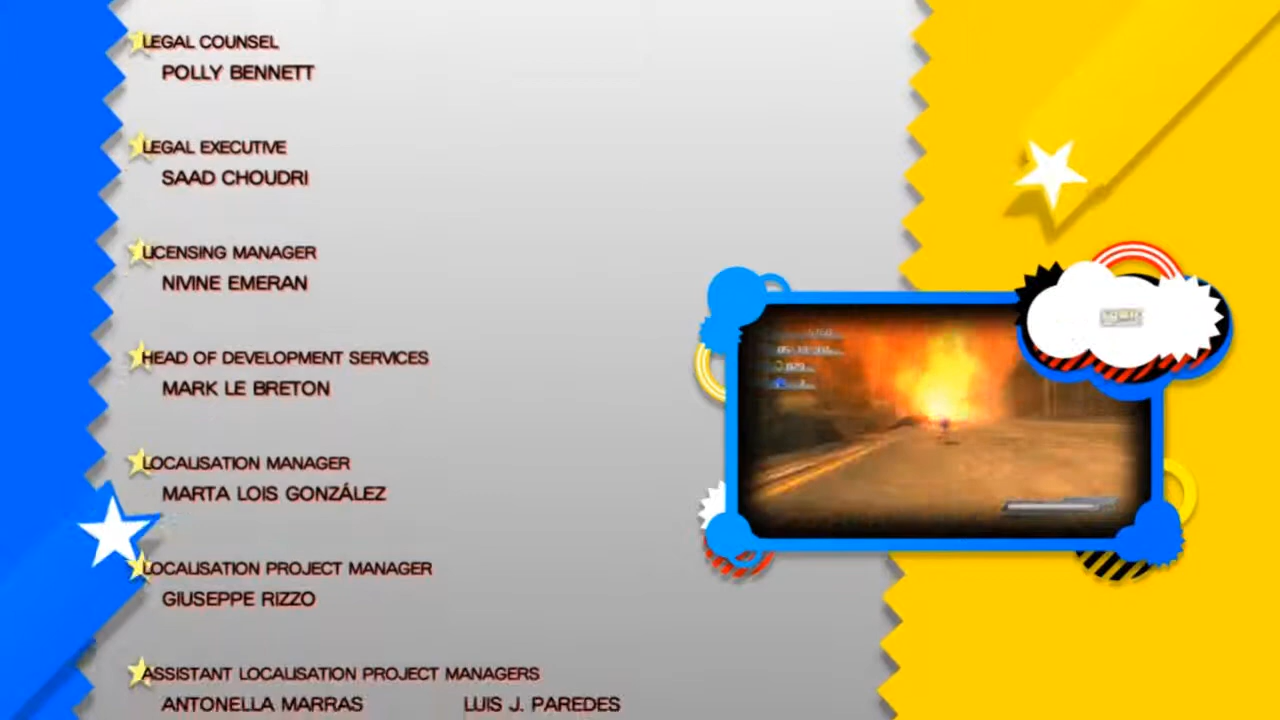 LEGAL COUNSEL
POLLY BENNETT
LEGAL EXECUTIVE
SAAD CHOUDRI
LICENSING MANAGER
NIVINE EMERAN
HEAD OF DEVELOPMENT SERVICES
MARK LE BRETON
LOCALISATION MANAGER
MARTA LOIS GONZÁLEZ
LOCALISATION PROJECT MANAGER
GIUSEPPE RIZZO
ASSISTANT LOCALISATION PROJECT MANAGERS
ANTONELLA MARRAS LUIS J. PAREDES